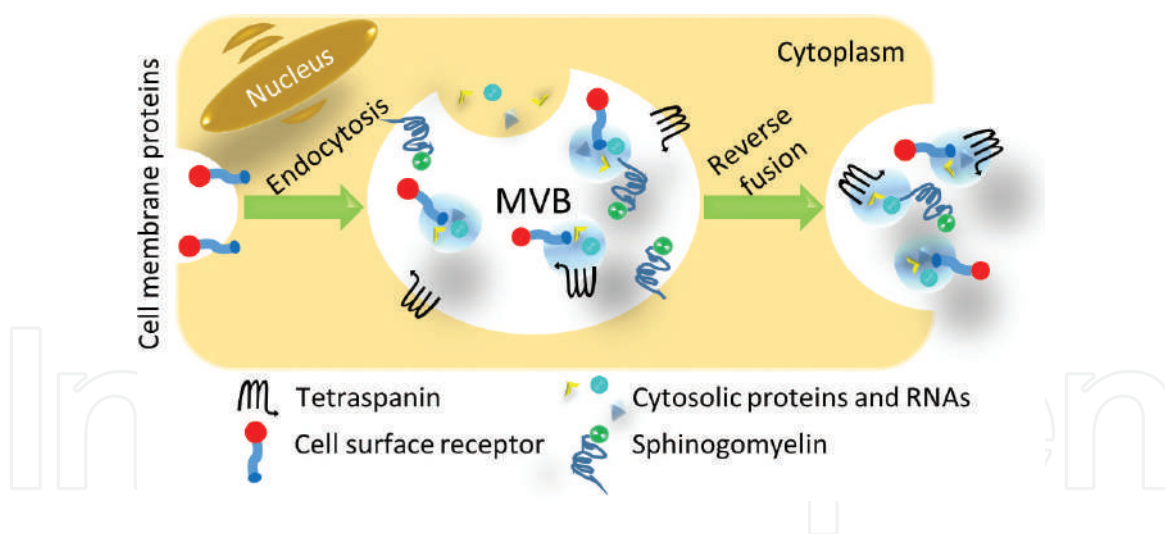 Cell membrane proteins
Nucleus
Endocytosis
MVB
Reverse
fusion
Cytoplasm
Tetraspanin
Cell surface receptor
Cytosolic proteins and RNAs
Sphinogomyelin